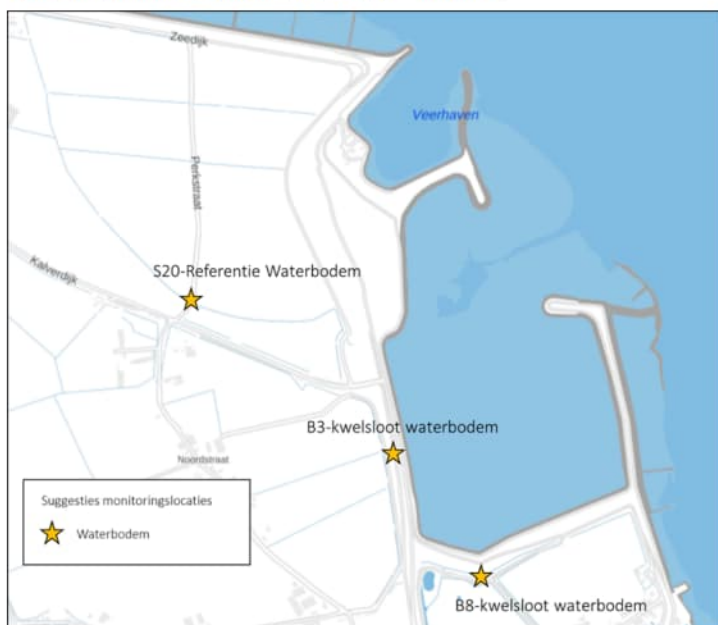 Zeedijk
Veerhaven
Perkstraat
Kalverdijk
S20-Referentie Waterbodem
B3-kwelsloot waterbodem
Noordstraat
Suggesties monitoringslocaties
Waterbodem
B8-kwelsloot waterbodem